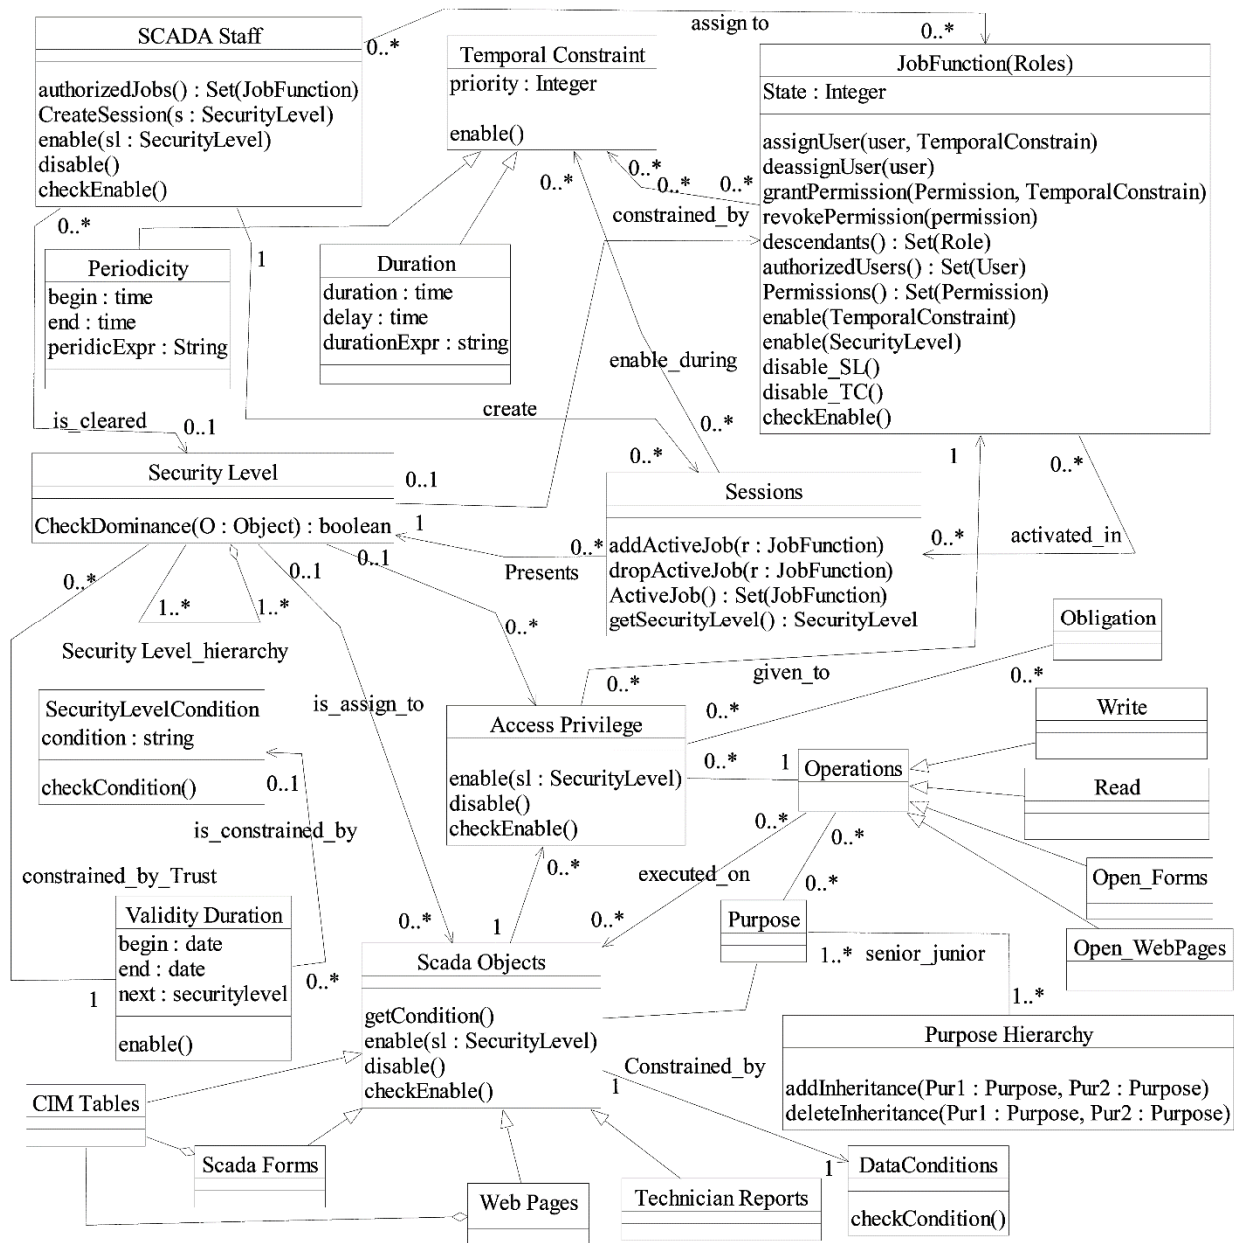 SCADA Staff
authorizedJobs() : Set(JobFunction)
CreateSession(s : SecurityLevel)
enable(sl : SecurityLevel)
disable()
checkEnable()
0..*
assign to
0..*
Temporal Constraint
priority : Integer
enable()
JobFunction(Roles)
State : Integer
assignUser(user, TemporalConstrain)
deassignUser(user)
grantPermission(Permission, TemporalConstrain)
revokePermission(permission)
descendants() : Set(Role)
authorizedUsers() : Set(User)
Permissions() : Set(Permission)
enable(TemporalConstraint)
enable(SecurityLevel)
disable_SL()
disable_TC()
checkEnable()
0..*
0..*
0..*
0..*
constrained_by
0..*
1
Periodicity
begin : time
end : time
peridicExpr : String
Duration
duration : time
delay : time
durationExpr : string
enable_during
is_cleared
0..1
create
0..*
0..*
1
0..*
Security Level
CheckDominance(O : Object) : boolean
0..1
1
Sessions
addActiveJob(r : JobFunction)
dropActiveJob(r : JobFunction)
ActiveJob() : Set(JobFunction)
getSecurityLevel() : SecurityLevel
0..*
activated_in
0..*
Presents
0..*
0..1
0..1
1..*
1..*
Security Level_hierarchy
0..*
Obligation
given_to
0..*
0..*
0..*
SecurityLevelCondition
condition : string
checkCondition()
0..1
is_assign_to
Access Privilege
enable(sl : SecurityLevel)
disable()
checkEnable()
0..*
1
Operations
Write
Read
Open_Forms
Open_WebPages
is_constrained_by
constrained_by_Trust
0..*
0..*
0..*
executed_on
0..*
Validity Duration
begin : date
end : date
next : securitylevel
enable()
1
0..*
0..*
1
0..*
Purpose
1..*
senior_junior
1..*
Scada Objects
getCondition()
enable(sl : SecurityLevel)
disable()
checkEnable()
Purpose Hierarchy
addInheritance(Pur1 : Purpose, Pur2 : Purpose)
deleteInheritance(Pur1 : Purpose, Pur2 : Purpose)
Constrained_by
1
1
CIM Tables
Scada Forms
Web Pages
Technician Reports
DataConditions
checkCondition()